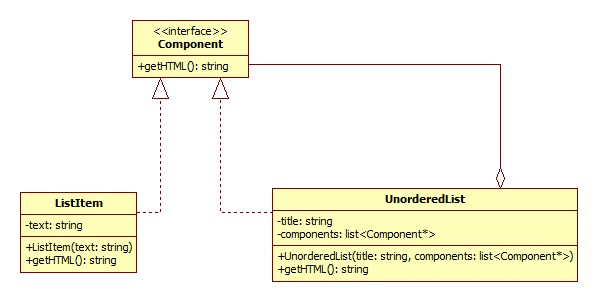 <<interface>>
Component
+getHTML(): string
ListItem
-text: string
+ListItem(text: string)
+getHTML(): string
UnorderedList
-title: string
-components: list<Component*>
+UnorderedList(title: string, components: list<Component*>)
+getHTML(): string